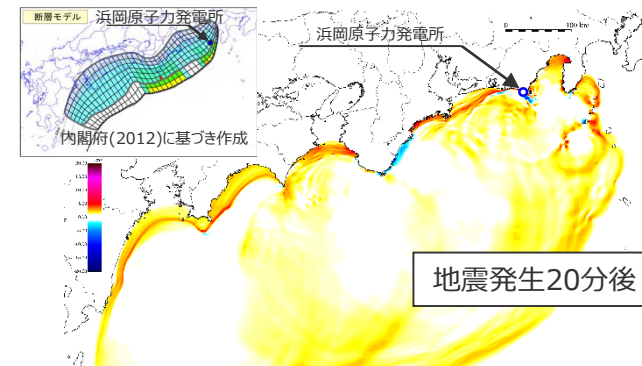 断層モデル
浜岡原子力発電所
内閣府(2012)に基づき作成
浜岡原子力発電所
0
100 km
地震発生20分後